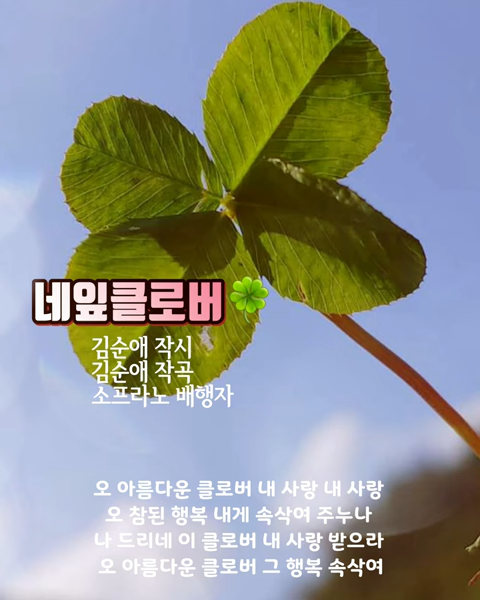 네잎클로버🍀
김순애 작시
김순애 작곡
소프라노 배행자
오 아름다운 클로버 내 사랑 내 사랑
오 참된 행복 내게 속삭여 주누나
나 드리네 이 클로버 내 사랑 받으라
오 아름다운 클로버 그 행복 속삭여